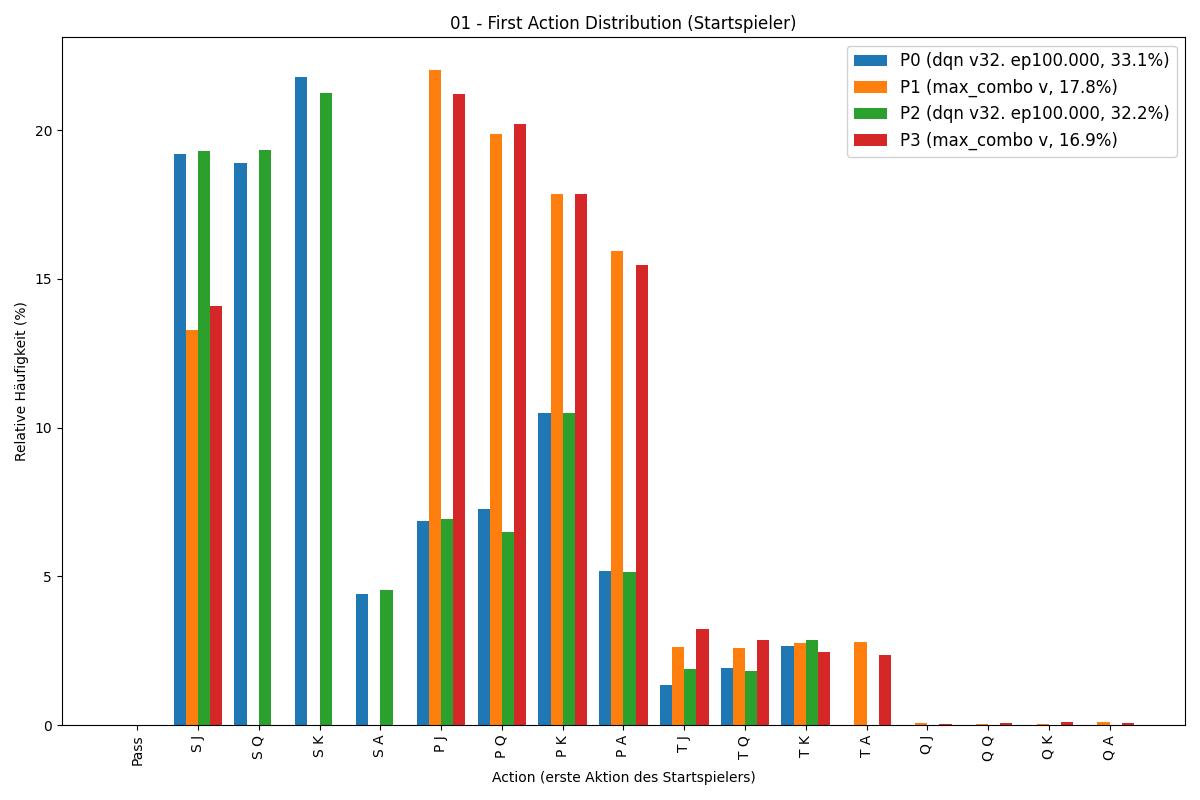 01 - First Action Distribution (Startspieler)
P0 (dqn v32. ep100.000, 33.1%)
P1 (max_combo v, 17.8%)
P2 (dqn v32. ep100.000, 32.2%)
P3 (max_combo v, 16.9%)
Relative Häufigkeit (%)
20
15
10
5
0
Pass
S J
S Q
S K
S A
P J
P Q
P K
P A
T J
T Q
T K
T A
Q J
Q Q
Q K
Q A
Action (erste Aktion des Startspielers)